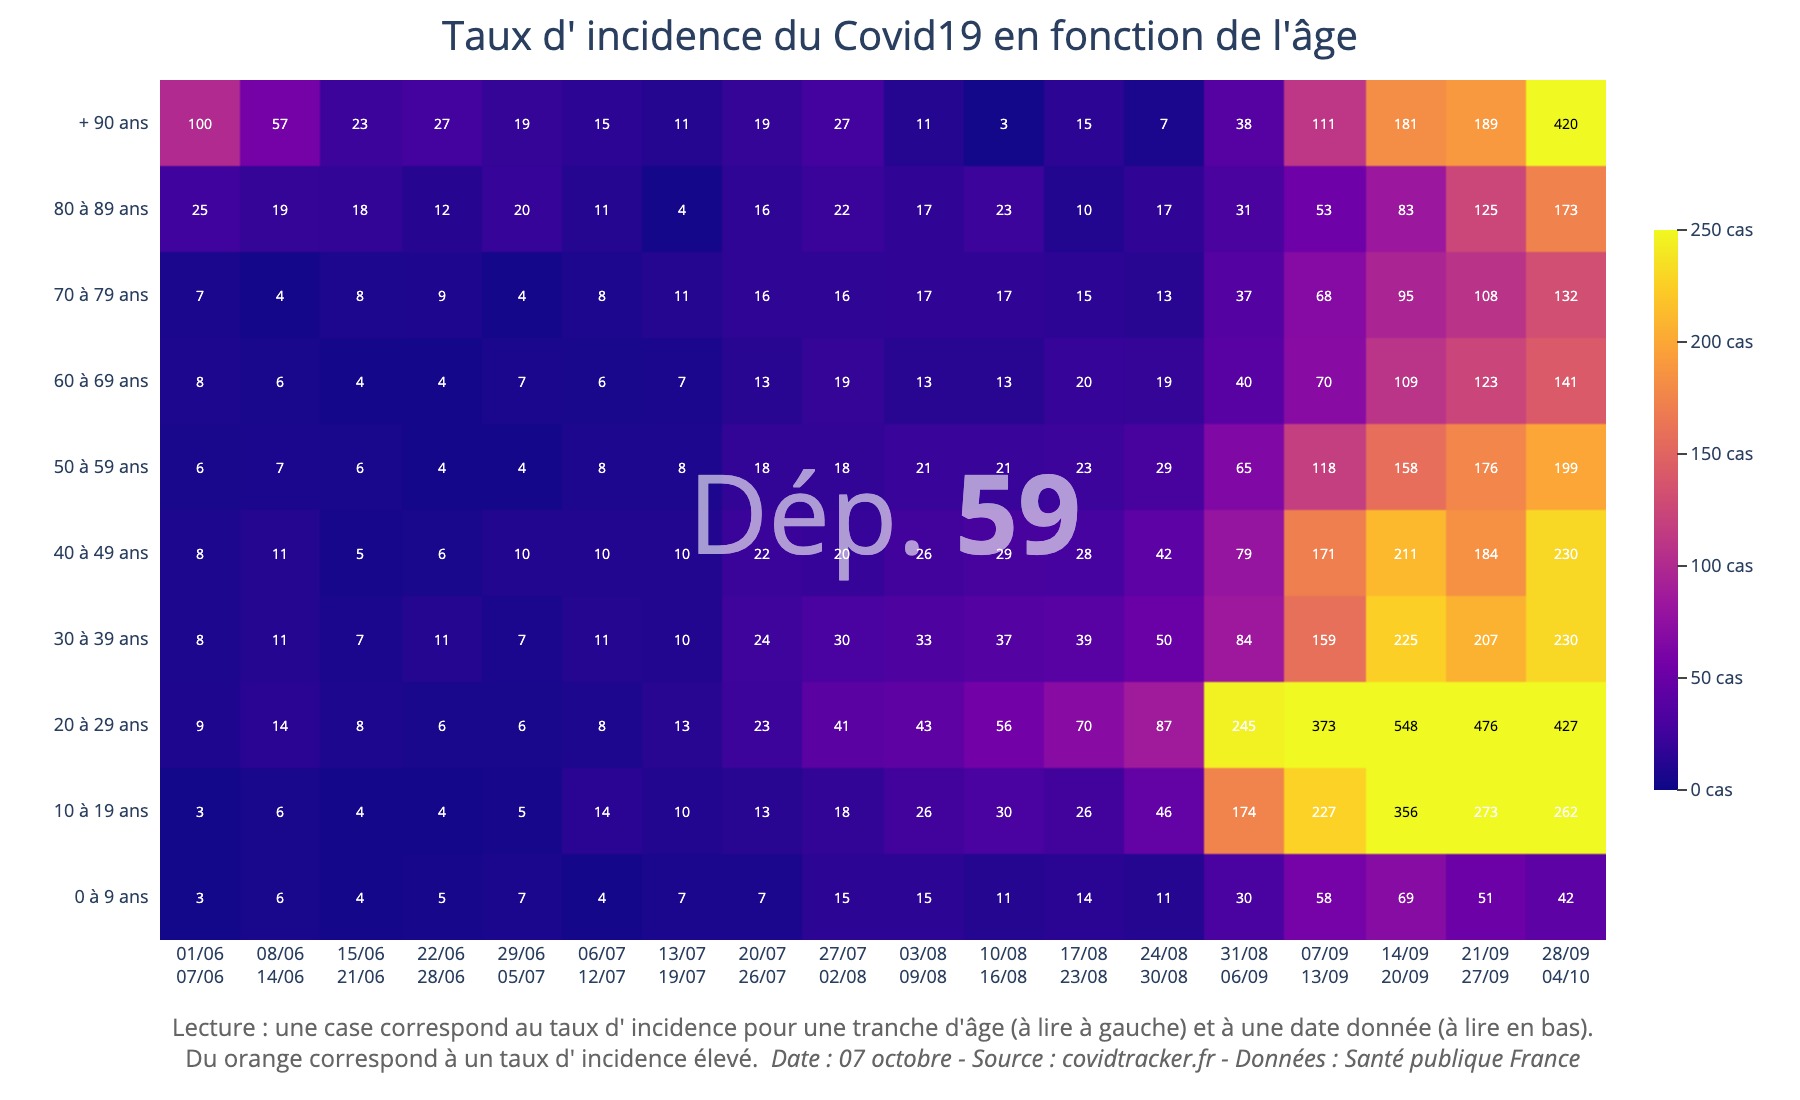 Taux d' incidence du Covid19 en fonction de l'âge
+ 90 ans 100 57 23 27 19 15 11 19 27 11 3 15 7 38 111 181 189 420
80 à 89 ans 25 19 18 12 20 11 4 16 22 17 23 10 17 31 53 83 125 173
70 à 79 ans 7 4 8 9 4 8 11 16 16 17 17 15 13 37 68 95 108 132
60 à 69 ans 8 6 4 4 7 6 7 13 19 13 13 20 19 40 70 109 123 141
50 à 59 ans 6 7 6 4 4 8 8 18 18 21 21 23 29 65 118 158 176 199
Dép. 59
40 à 49 ans 8 11 5 6 10 10 10 22 20 26 29 28 42 79 171 211 184 230
30 à 39 ans 8 11 7 11 7 11 10 24 30 33 37 39 50 84 159 225 207 230
20 à 29 ans 9 14 8 6 6 8 13 23 41 43 56 70 87 245 373 548 476 427
10 à 19 ans 3 6 4 4 5 14 10 13 18 26 30 26 46 174 227 356 273 262
0 à 9 ans 3 6 4 5 7 4 7 7 15 15 11 14 11 30 58 69 51 42
01/06 08/06 15/06 22/06 29/06 06/07 13/07 20/07 27/07 03/08 10/08 17/08 24/08 31/08 07/09 14/09 21/09 28/09
07/06 14/06 21/06 28/06 05/07 12/07 19/07 26/07 02/08 09/08 16/08 23/08 30/08 06/09 13/09 20/09 27/09 04/10
250 cas
200 cas
150 cas
100 cas
50 cas
0 cas
Lecture : une case correspond au taux d' incidence pour une tranche d'âge (à lire à gauche) et à une date donnée (à lire en bas).
Du orange correspond à un taux d' incidence élevé. Date : 07 octobre - Source : covidtracker.fr - Données : Santé publique France